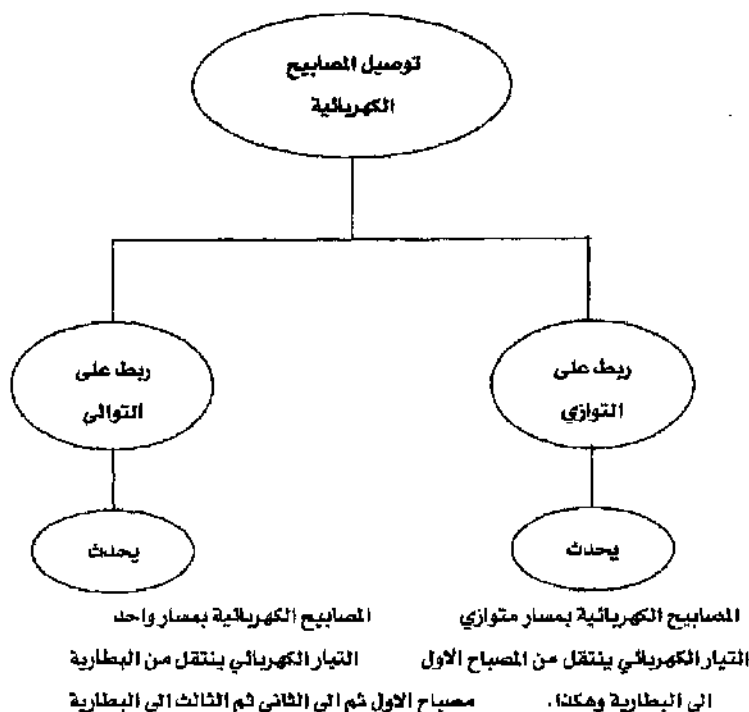 توصيل المصابيح
الكهربائية
ربط على
التوازي
ربط على
التوالي
يحدث
يحدث
المصابيح الكهربائية بمسار متوازي
التيار الكهربائي ينتقل من المصباح الاول
الى البطارية وهكذا.
المصابيح الكهربائية بمسار واحد
التيار الكهربائي ينتقل من البطارية
مصباح الاول ثم الى الثاني ثم الثالث الى البطارية